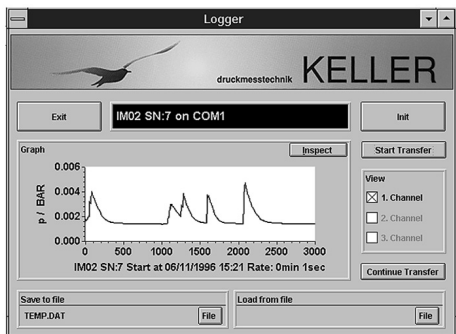 Logger
druckmesstechnik KELLER
Exit
IM02 SN:7 on COM1
Init
Graph
Inspect
Start Transfer
p / BAR
0.006
0.004
0.002
0.000
0 500 1000 1500 2000 2500 3000
IM02 SN:7 Start at 06/11/1996 15:21 Rate: 0min 1sec
View
1. Channel
2. Channel
3. Channel
Continue Transfer
Save to file
TEMP.DAT
File
Load from file
File